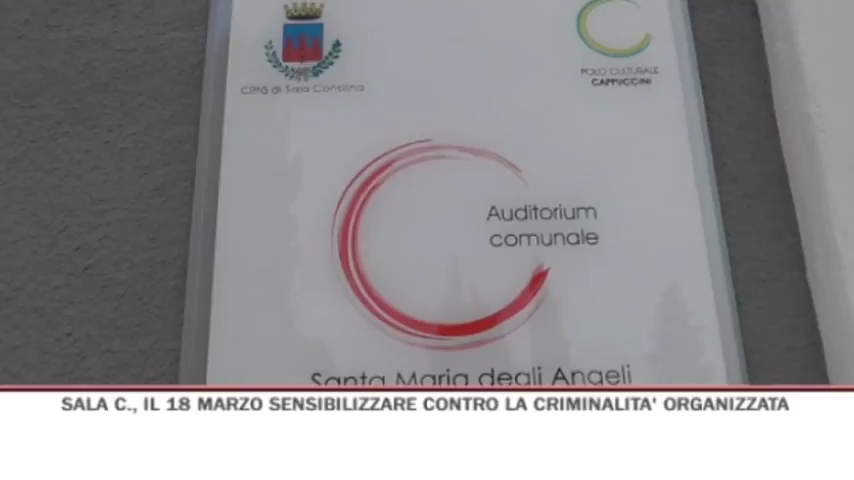 Città di Sala Consilina
POLO CULTURALE
CAPPUCCINI
Auditorium
comunale
Santa Maria degli Angeli
SALA C., IL 18 MARZO SENSIBILIZZARE CONTRO LA CRIMINALITA' ORGANIZZATA